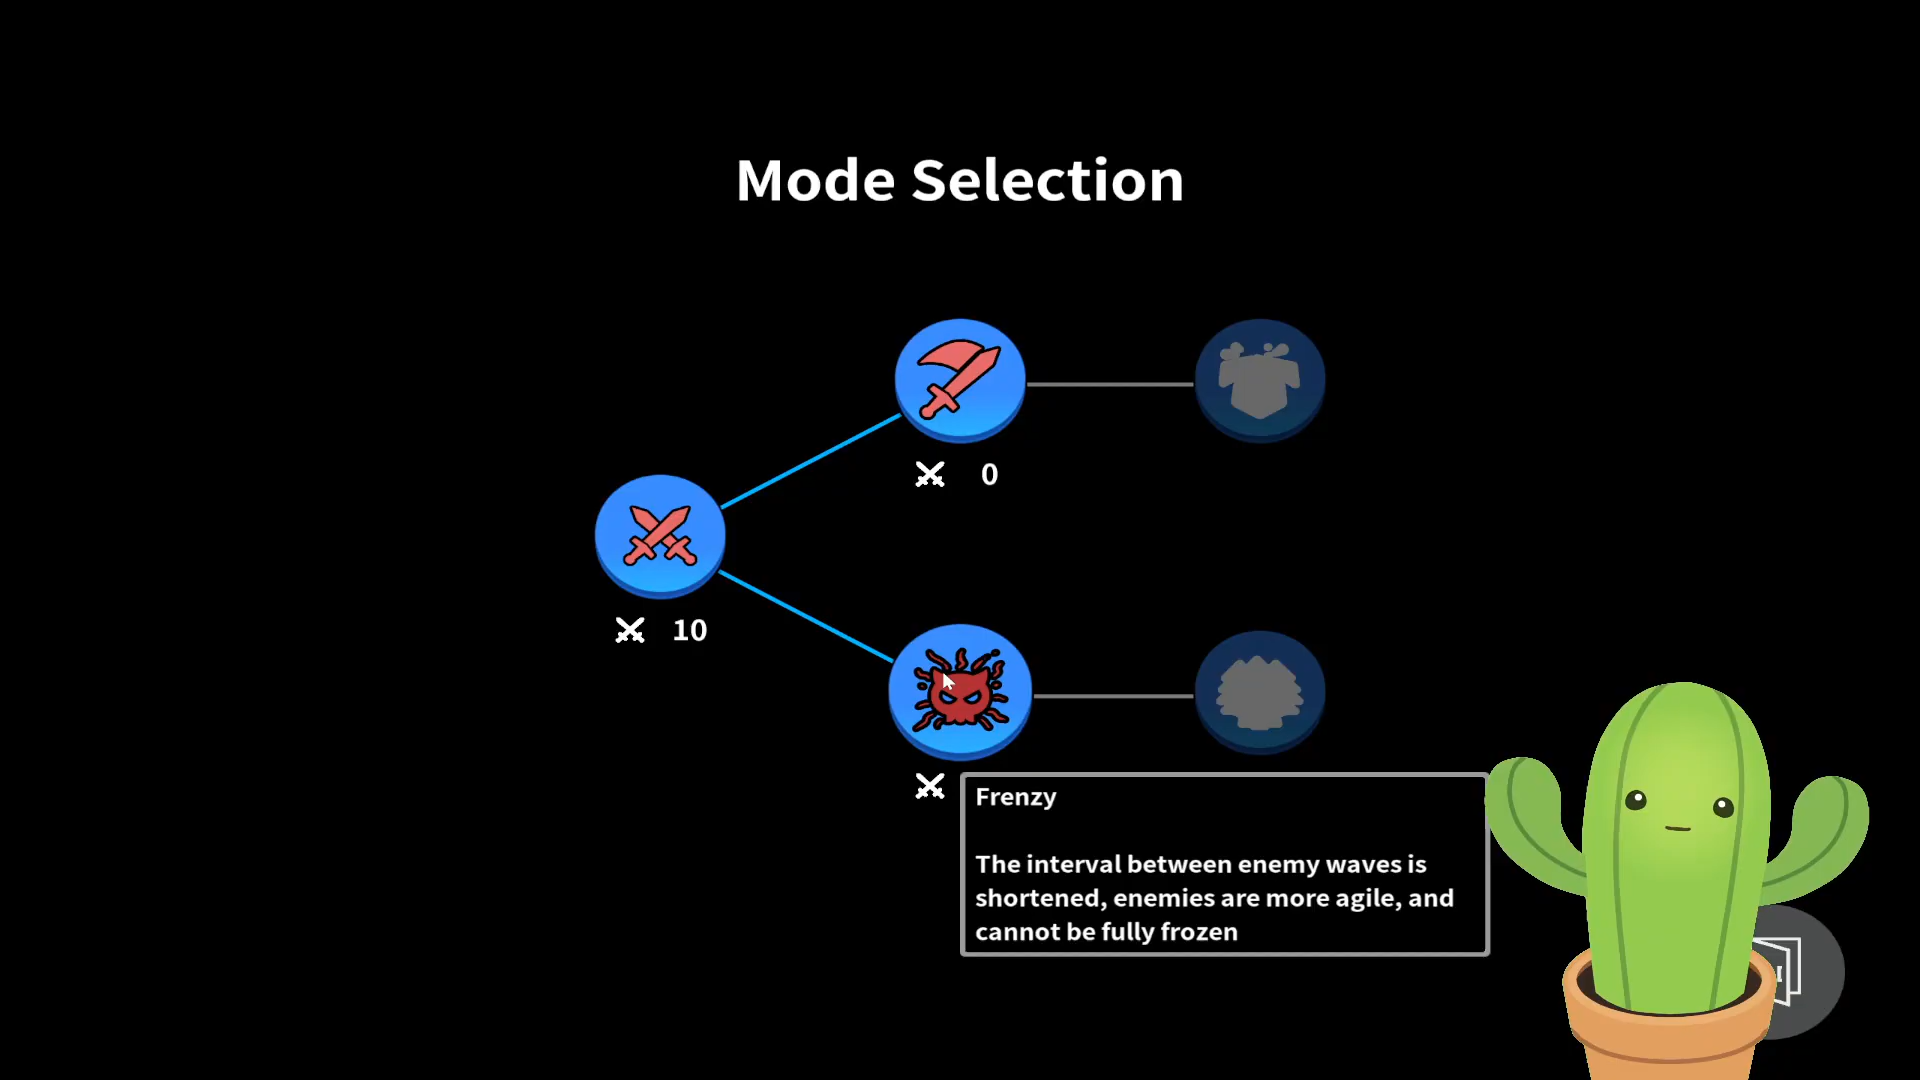 Mode Selection
0
10
Frenzy
The interval between enemy waves is
shortened, enemies are more agile, and
cannot be fully frozen